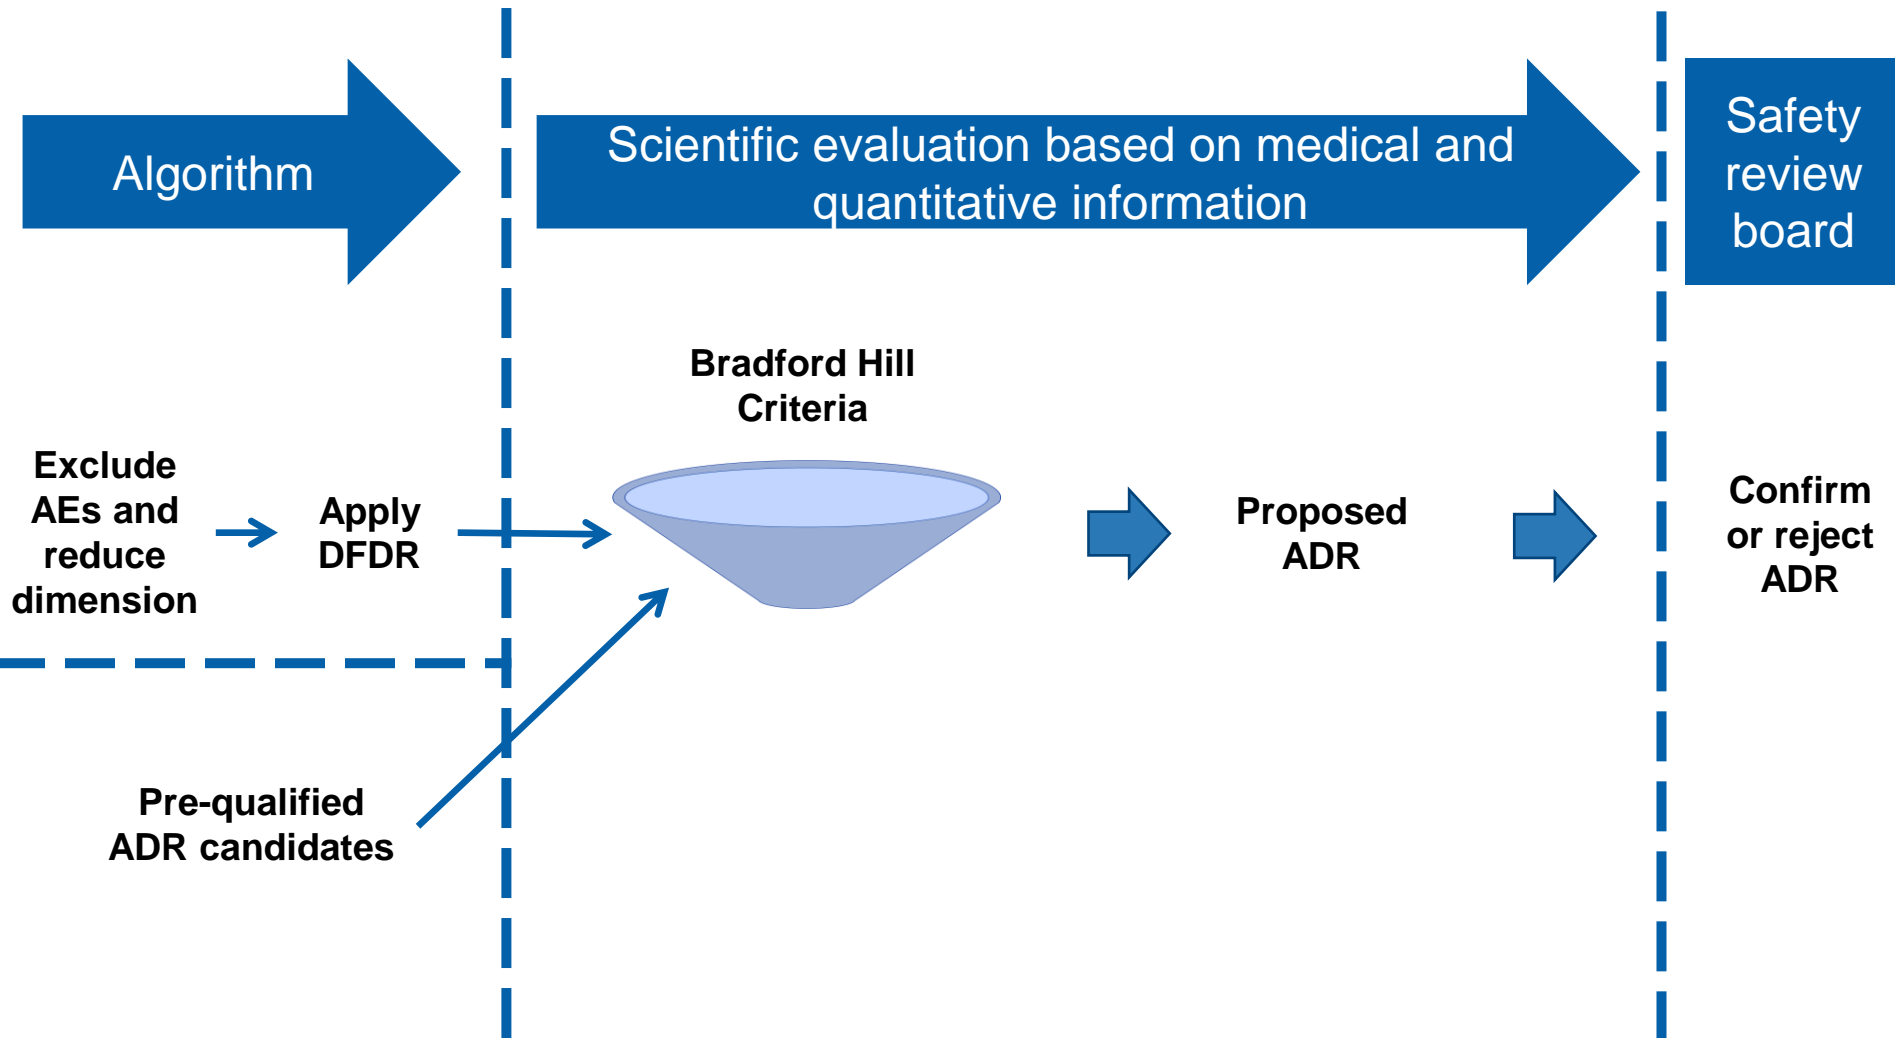 Algorithm
Scientific evaluation based on medical and
quantitative information
Safety
review
board
Bradford Hill
Criteria
Exclude
AEs and
reduce
dimension
Apply
DFDR
Proposed
ADR
Confirm
or reject
ADR
Pre-qualified
ADR candidates